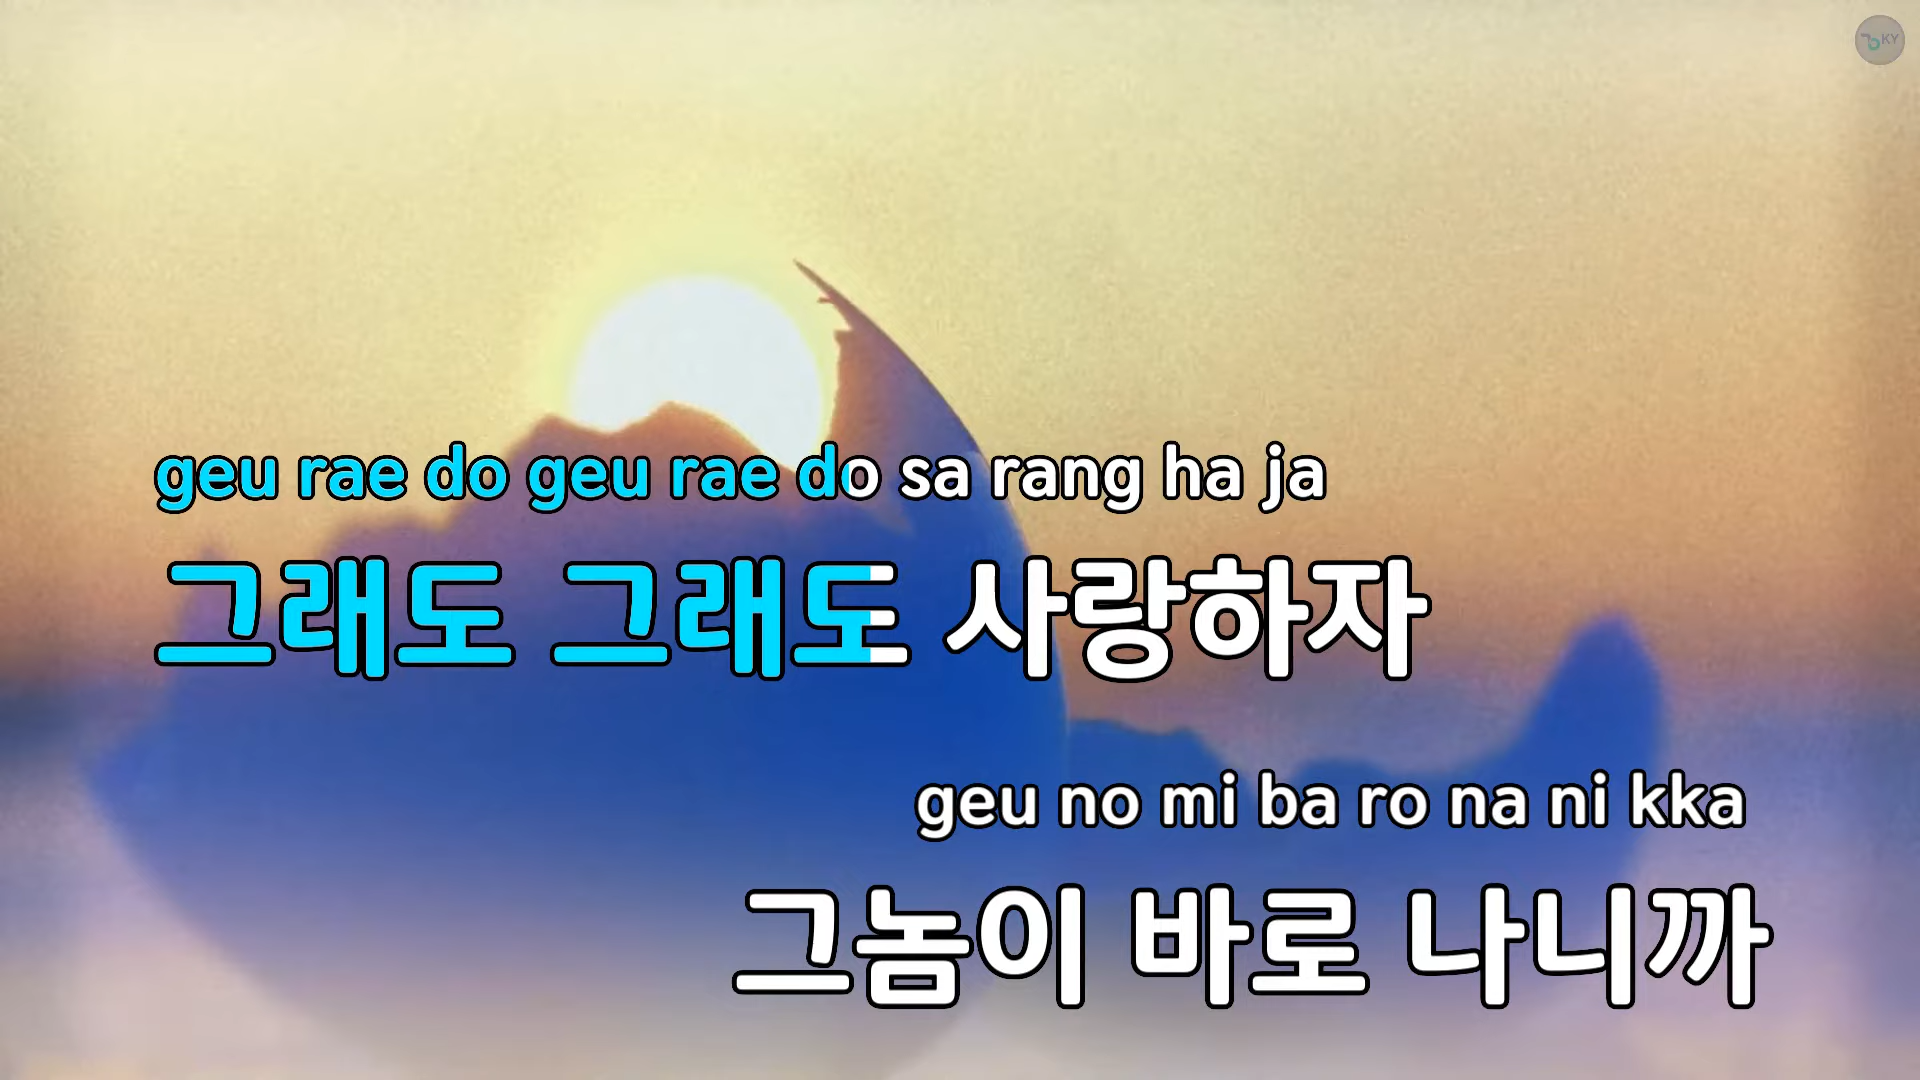 KY
geu rae do geu rae do sa rang ha ja
그래도 그래도 사랑하자
geu no mi ba ro na ni kka
그놈이 바로 나니까